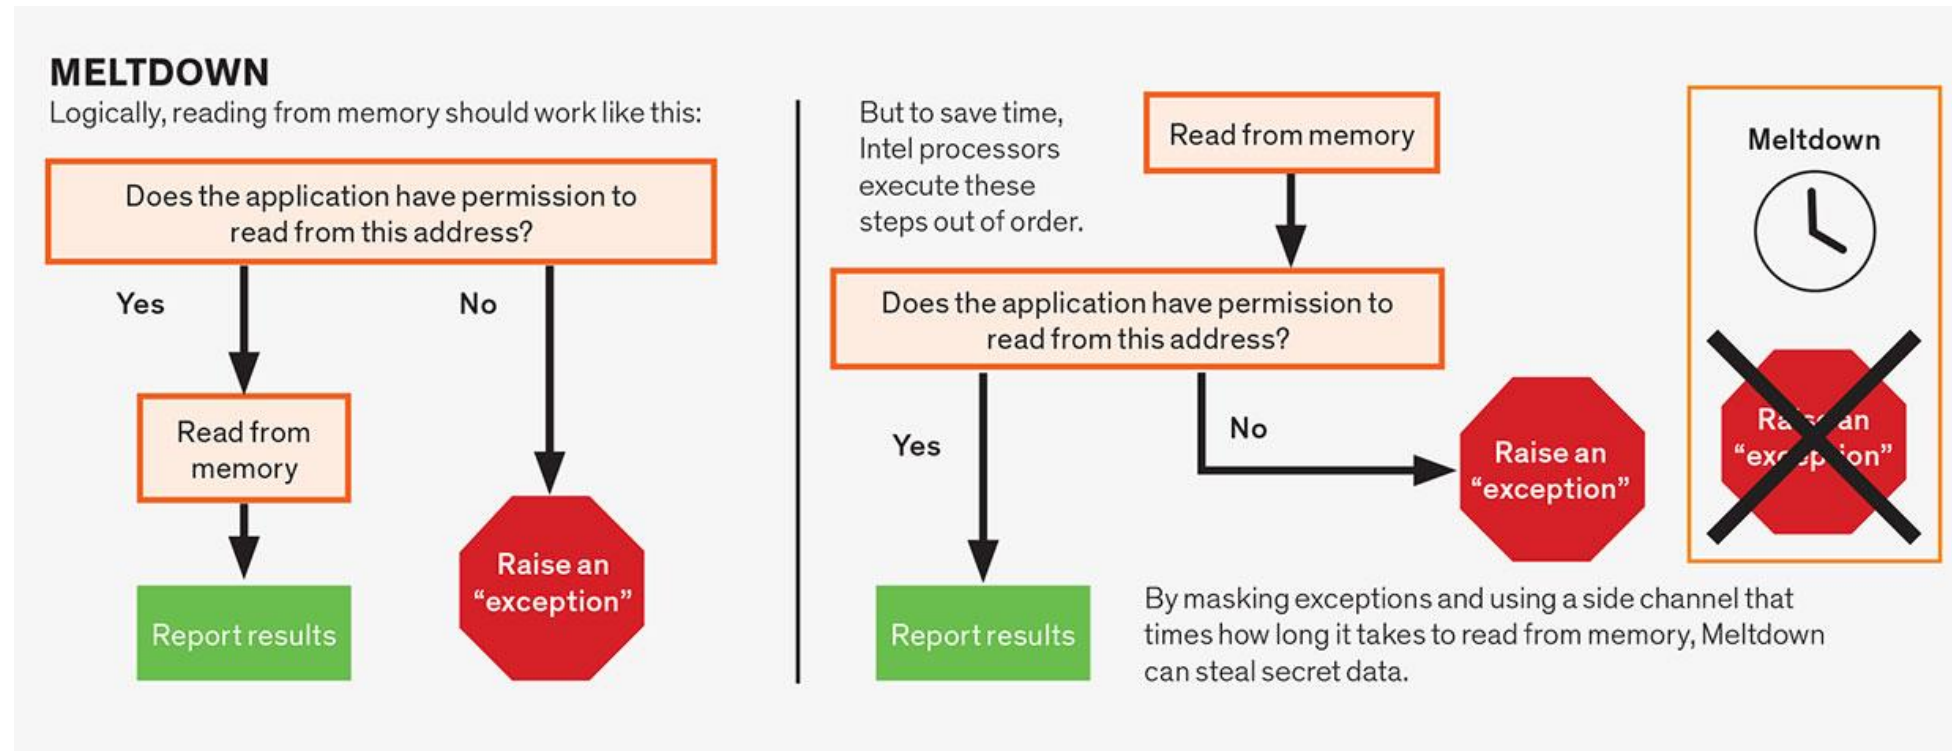 MELTDOWN
Logically, reading from memory should work like this:
Does the application have permission to
read from this address?
Yes
No
Read from
memory
Report results
Raise an
“exception”
But to save time,
Intel processors
execute these
steps out of order.
Read from memory
Does the application have permission to
read from this address?
Yes
No
Report results
Raise an
“exception”
Meltdown
Raise an
“exception”
By masking exceptions and using a side channel that
times how long it takes to read from memory, Meltdown
can steal secret data.